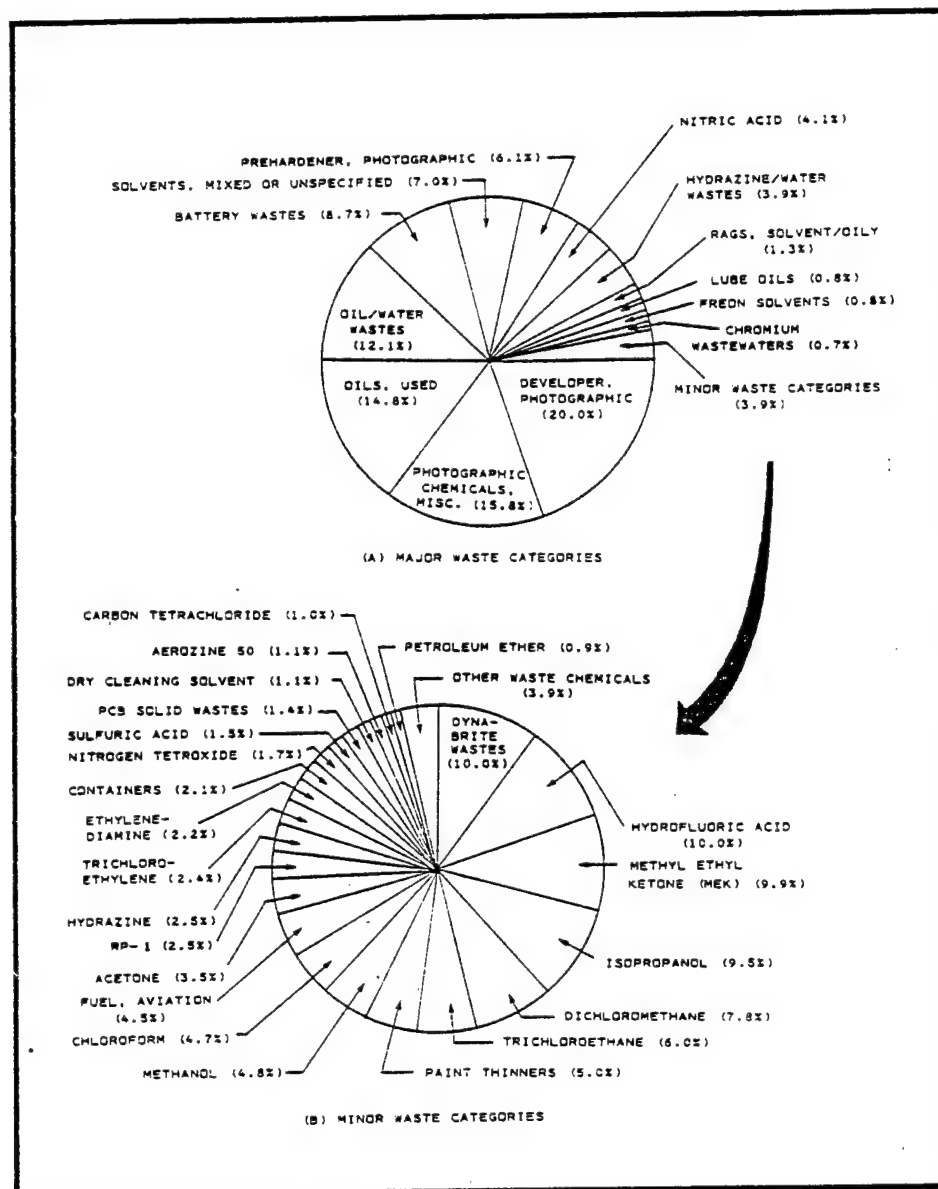 NITRIC ACID (4.1%)
PREHARDENER, PHOTOGRAPHIC (6.1%)
SOLVENTS, MIXED OR UNSPECIFIED (7.0%)
HYDRAZINE/WATER
WASTES (3.9%)
BATTERY WASTES (8.7%)
RAGS, SOLVENT/OILY
(1.3%)
LUBE OILS (0.8%)
FREON SOLVENTS (0.8%)
CHROMIUM
WASTEWATERS (0.7%)
MINOR WASTE CATEGORIES
(3.9%)
OIL/WATER
WASTES
(12.1%)
OILS, USED
(14.8%)
DEVELOPER,
PHOTOGRAPHIC
(20.0%)
PHOTOGRAPHIC
CHEMICALS,
MISC. (15.8%)
(A) MAJOR WASTE CATEGORIES
CARBON TETRACHLORIDE (1.0%)
AEROZINE 50 (1.1%)
PETROLEUM ETHER (0.9%)
DRY CLEANING SOLVENT (1.1%)
OTHER WASTE CHEMICALS
(3.9%)
PCB SOLID WASTES (1.4%)
SULFURIC ACID (1.5%)
NITROGEN TETROXIDE (1.7%)
CONTAINERS (2.1%)
ETHYLENE-
DIAMINE (2.2%)
TRICHLORO-
ETHYLENE (2.4%)
HYDRAZINE (2.5%)
RP-1 (2.5%)
ACETONE (3.5%)
FUEL, AVIATION
(4.5%)
CHLOROFORM (4.7%)
METHANOL (4.8%)
DYNA-
BRITE
WASTES
(10.0%)
HYDROFLUORIC ACID
(10.0%)
METHYL ETHYL
KETONE (MEK) (9.9%)
ISOPROPANOL (9.5%)
DICHLOROMETHANE (7.8%)
TRICHLOROETHANE (6.0%)
PAINT THINNERS (5.0%)
(B) MINOR WASTE CATEGORIES